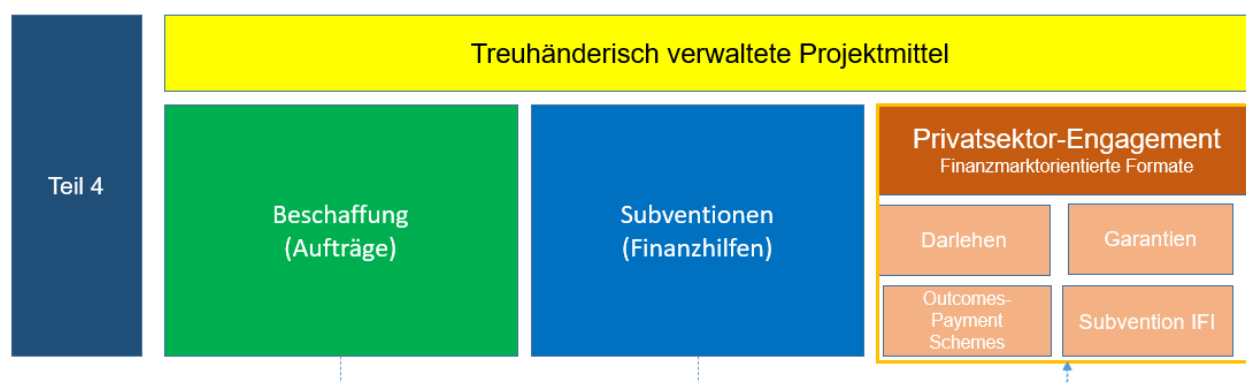 Treuhänderisch verwaltete Projektmittel
Teil 4
Beschaffung
(Aufträge)
Subventionen
(Finanzhilfen)
Privatsektor-Engagement
Finanzmarktorientierte Formate
Darlehen
Garantien
Outcomes-
Payment
Schemes
Subvention IFI